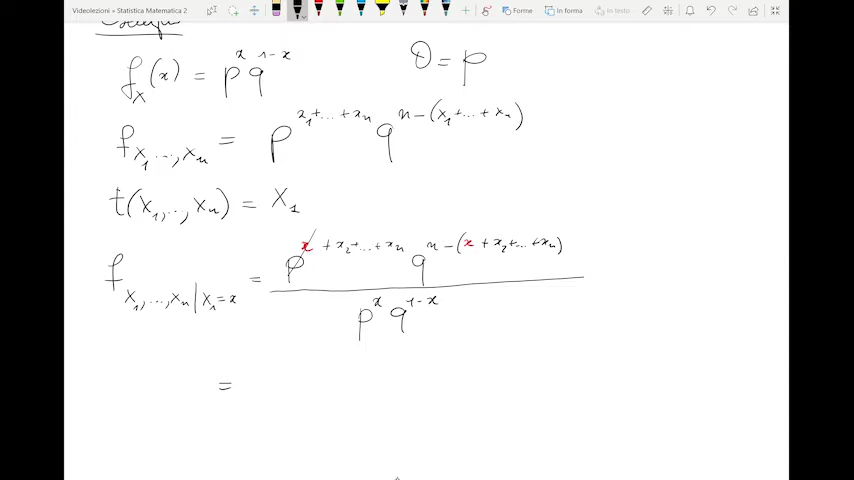 Videolezioni » Statistica Matematica 2 Forme In forma In testo
f_X(x) = p^x q^{1-x} θ = p
f_{X_1,...,X_n} = p^{x_1+...+x_n} q^{n-(x_1+...+x_n)}
t(X_1,...,X_n) = X_1
f_{X_1,...,X_n|X_1=x} = p^{x+x_2+...+x_n} q^{n-(x+x_2+...+x_n)}
p^x q^{1-x}
=